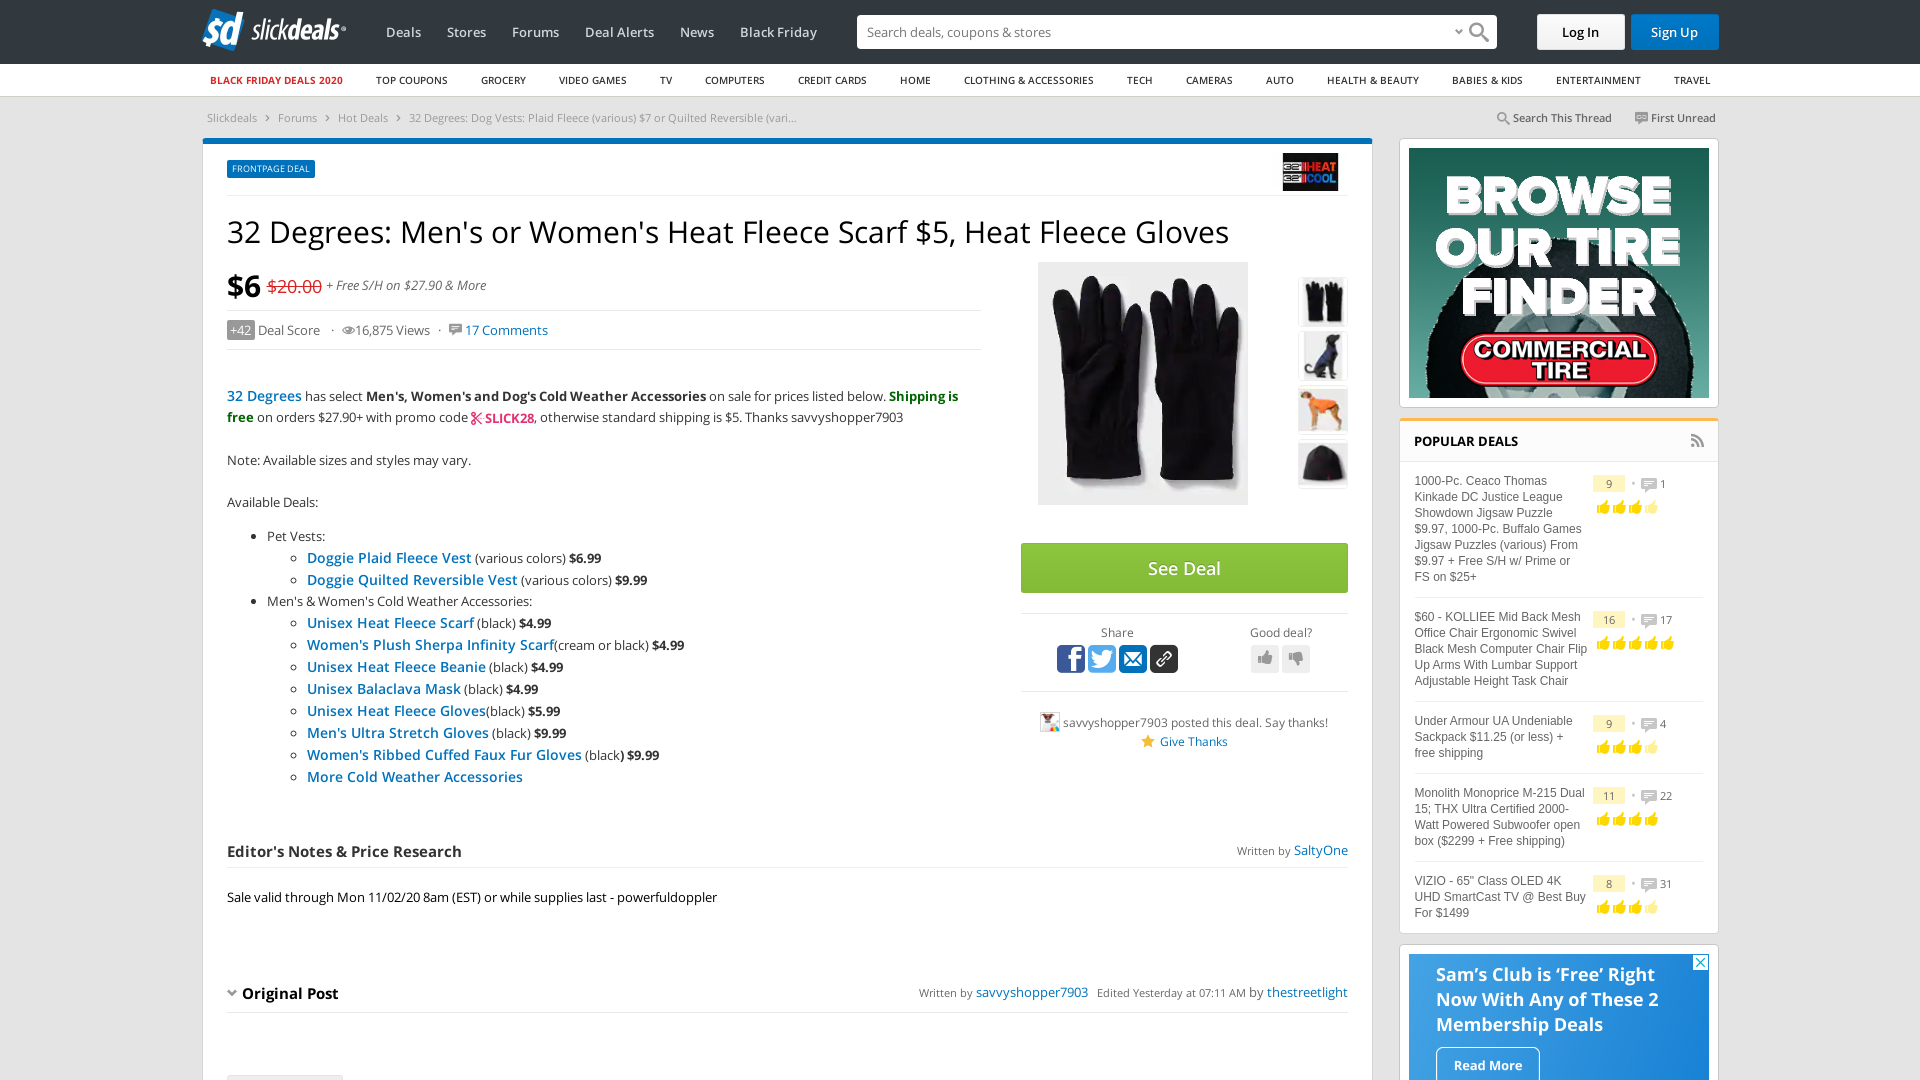 slickdeals
Deals
Stores
Forums
Deal Alerts
News
Black Friday
Search deals, coupons & shops
Log In
Sign Up
BLACK FRIDAY DEALS 2020
TOP COUPONS
GROCERY
VIDEO GAMES
TV
COMPUTERS
CREDIT CARDS
HOME
CLOTHING & ACCESSORIES
TECH
CAMERAS
AUTO
HEALTH & BEAUTY
BABIES & KIDS
ENTERTAINMENT
TRAVEL
Slickdeals > Forums > Hot Deals > 32 Degrees: Dog Vests: Plaid Fleece (various) $7 or Quilted Reversible (vari...
Search This Thread
First Unread
FRONTPAGE DEAL
32 HEAT
32 COOL
32 Degrees: Men's or Women's Heat Fleece Scarf $5, Heat Fleece Gloves
$6 $20.00 + Free S/H on $27.90 & More
+42 Deal Score · 16,875 Views · 17 Comments
32 Degrees has select Men's, Women's and Dog's Cold Weather Accessories on sale for prices listed below. Shipping is
free on orders $27.90+ with promo code SLICK28, otherwise standard shipping is $5. Thanks savvyshopper7903
Note: Available sizes and styles may vary.
Available Deals:
Pet Vests:
Doggie Plaid Fleece Vest (various colors) $6.99
Doggie Quilted Reversible Vest (various colors) $9.99
Men's & Women's Cold Weather Accessories:
Unisex Heat Fleece Scarf (black) $4.99
Women's Plush Sherpa Infinity Scarf(cream or black) $4.99
Unisex Heat Fleece Beanie (black) $4.99
Unisex Balaclava Mask (black) $4.99
Unisex Heat Fleece Gloves(black) $5.99
Men's Ultra Stretch Gloves (black) $9.99
Women's Ribbed Cuffed Faux Fur Gloves (black) $9.99
More Cold Weather Accessories
See Deal
Share
Good deal?
savvyshopper7903 posted this deal. Say thanks!
Give Thanks
Editor's Notes & Price Research
Written by SaltyOne
Sale valid through Mon 11/02/20 8am (EST) or while supplies last - powerfuldoppler
Original Post
Written by savvyshopper7903 Edited Yesterday at 07:11 AM by thestreetlight
BROWSE
OUR TIRE
FINDER
COMMERCIAL
TIRE
POPULAR DEALS
1000-Pc. Ceaco Thomas
Kinkade DC Justice League
Showdown Jigsaw Puzzle
$9.97, 1000-Pc. Buffalo Games
Jigsaw Puzzles (various) From
$9.97 + Free S/H w/ Prime or
FS on $25+
9 • 1
$60 - KOLLIEE Mid Back Mesh
Office Chair Ergonomic Swivel
Black Mesh Computer Chair Flip
Up Arms With Lumbar Support
Adjustable Height Task Chair
16 • 17
Under Armour UA Undeniable
Sackpack $11.25 (or less) +
free shipping
9 • 4
Monolith Monoprice M-215 Dual
15; THX Ultra Certified 2000-
Watt Powered Subwoofer open
box ($2299 + Free shipping)
11 • 22
VIZIO - 65" Class OLED 4K
UHD SmartCast TV @ Best Buy
For $1499
8 • 31
Sam's Club is 'Free' Right
Now With Any of These 2
Membership Deals
Read More